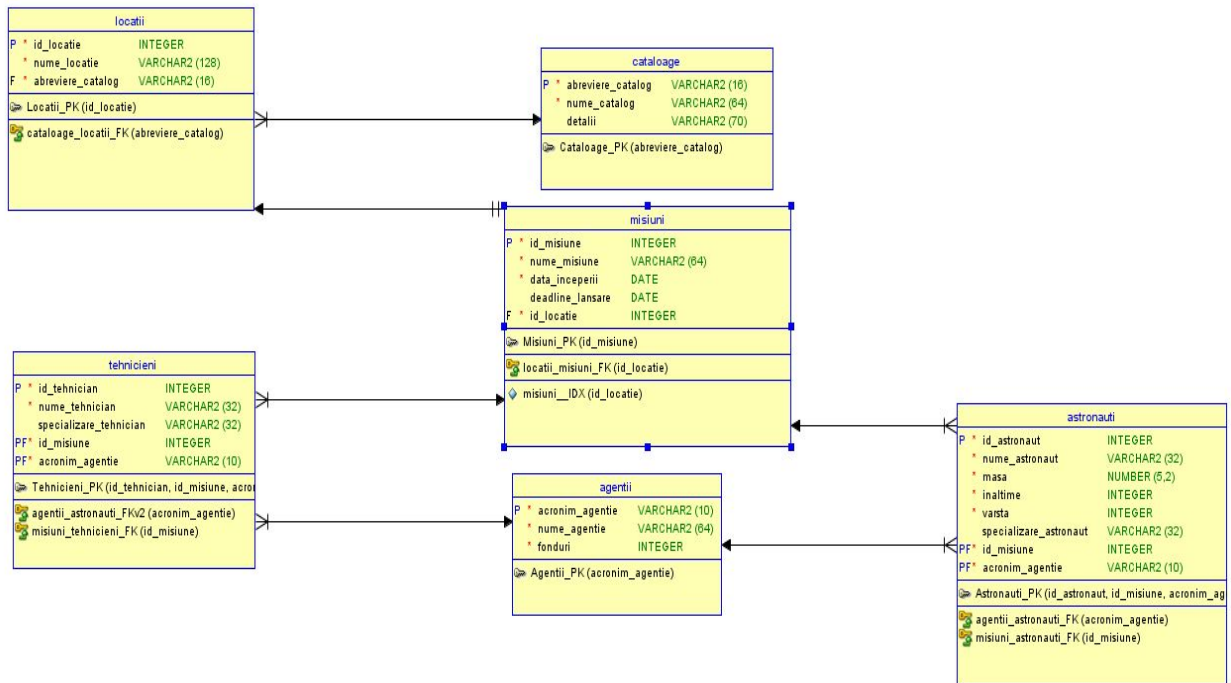 locatii
P * id_locatie INTEGER
* nume_locatie VARCHAR2 (128)
F * abreviere_catalog VARCHAR2 (16)
Locatii_PK (id_locatie)
cataloage_locatii_FK (abreviere_catalog)
cataloage
P * abreviere_catalog VARCHAR2 (16)
* nume_catalog VARCHAR2 (64)
detalii VARCHAR2 (70)
Cataloage_PK (abreviere_catalog)
misiuni
P * id_misiune INTEGER
* nume_misiune VARCHAR2 (64)
* data_inceperii DATE
deadline_lansare DATE
F * id_locatie INTEGER
Misiuni_PK (id_misiune)
locatii_misiuni_FK (id_locatie)
misiuni__IDX (id_locatie)
tehnicieni
P * id_tehnician INTEGER
* nume_tehnician VARCHAR2 (32)
specializare_tehnician VARCHAR2 (32)
PF* id_misiune INTEGER
PF* acronim_agentie VARCHAR2 (10)
Tehnicieni_PK (id_tehnician, id_misiune, acror
agentii_astronauti_FKv2 (acronim_agentie)
misiuni_tehnicieni_FK (id_misiune)
agentii
P * acronim_agentie VARCHAR2 (10)
* nume_agentie VARCHAR2 (64)
* fonduri INTEGER
Agentii_PK (acronim_agentie)
astronauti
P * id_astronaut INTEGER
* nume_astronaut VARCHAR2 (32)
* masa NUMBER (5,2)
* inaltime INTEGER
* varsta INTEGER
specializare_astronaut VARCHAR2 (32)
PF* id_misiune INTEGER
PF* acronim_agentie VARCHAR2 (10)
Astronauti_PK (id_astronaut, id_misiune, acronim_ag
agentii_astronauti_FK (acronim_agentie)
misiuni_astronauti_FK (id_misiune)